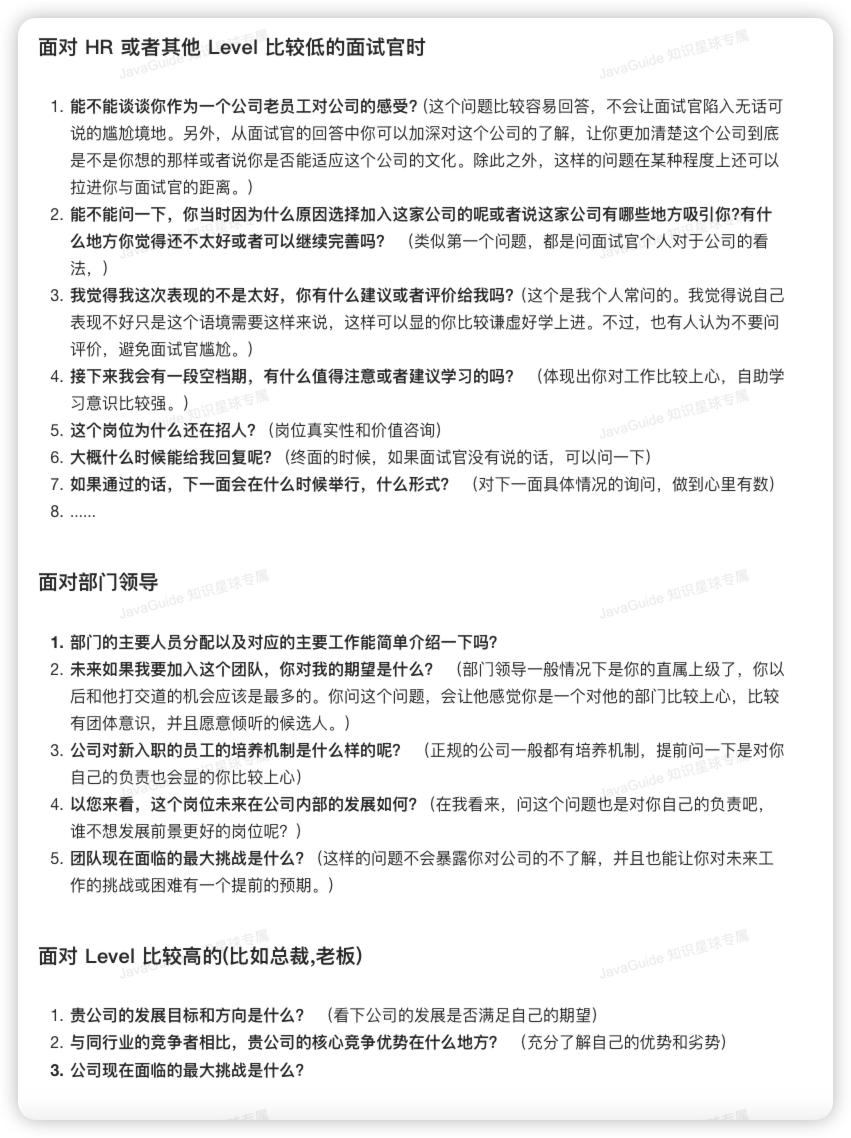 面对 HR 或者其他 Level 比较低的面试官时
1. 能不能谈谈你作为一个公司老员工对公司的感受? (这个问题比较容易回答，不会让面试官陷入无话可
说的尴尬境地。另外，从面试官的回答中你可以加深对这个公司的了解，让你更加清楚这个公司到底
是不是你想的那样或者说你是否能适应这个公司的文化。除此之外，这样的问题在某种程度上还可以
拉进你与面试官的距离。)
2. 能不能问一下，你当时因为什么原因选择加入这家公司的呢或者说这家公司有哪些地方吸引你?有什
么地方你觉得还不太好或者可以继续完善吗？ （类似第一个问题，都是问面试官个人对于公司的看
法，）
3. 我觉得我这次表现的不是太好，你有什么建议或者评价给我吗? (这个是我个人常问的。我觉得说自己
表现不好只是这个语境需要这样来说，这样可以显的你比较谦虚好学上进。不过，也有人认为不要问
评价，避免面试官尴尬。)
4. 接下来我会有一段空档期，有什么值得注意或者建议学习的吗？ （体现出你对工作比较上心，自助学
习意识比较强。)
5. 这个岗位为什么还在招人? (岗位真实性和价值咨询)
6. 大概什么时候能给我回复呢? (终面的时候，如果面试官没有说的话，可以问一下)
7. 如果通过的话，下一面会在什么时候举行，什么形式？ （对下一面具体情况的询问，做到心里有数）
8. ......
面对部门领导
1. 部门的主要人员分配以及对应的主要工作能简单介绍一下吗?
2. 未来如果我要加入这个团队，你对我的期望是什么？ （部门领导一般情况下是你的直属上级了，你以
后和他打交道的机会应该是最多的。你问这个问题，会让他感觉你是一个对他的部门比较上心，比较
有团体意识，并且愿意倾听的候选人。)
3. 公司对新入职的员工的培养机制是什么样的呢？ （正规的公司一般都有培养机制，提前问一下是对你
自己的负责也会显的你比较上心）
4. 以您来看，这个岗位未来在公司内部的发展如何? (在我看来，问这个问题也是对你自己的负责吧，
谁不想发展前景更好的岗位呢？)
5. 团队现在面临的最大挑战是什么? (这样的问题不会暴露你对公司的不了解，并且也能让你对未来工
作的挑战或困难有一个提前的预期。)
面对 Level 比较高的(比如总裁,老板)
1. 贵公司的发展目标和方向是什么？ （看下公司的发展是否满足自己的期望）
2. 与同行业的竞争者相比，贵公司的核心竞争优势在什么地方？ （充分了解自己的优势和劣势）
3. 公司现在面临的最大挑战是什么?
JavaGuide 知识星球专属